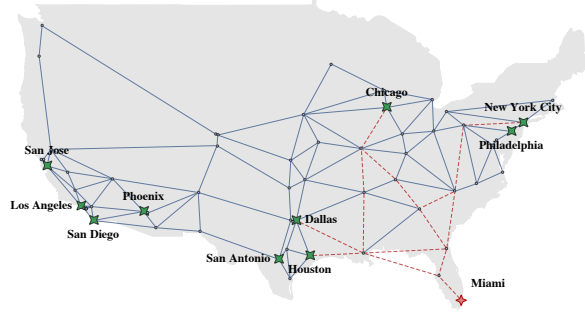 Chicago
New York City
Philadelphia
San Jose
Phoenix
Los Angeles
Dallas
San Diego
San Antonio
Houston
Miami